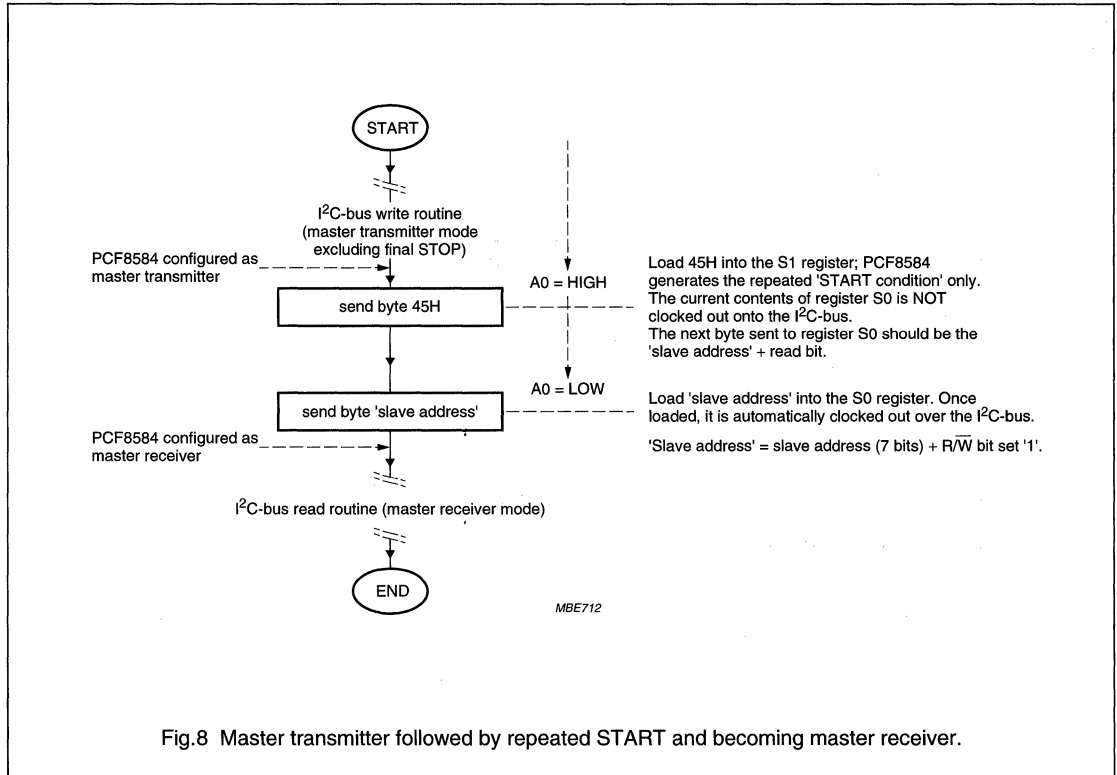 START
I²C-bus write routine
(master transmitter mode
excluding final STOP)
PCF8584 configured as
master transmitter
A0 = HIGH
send byte 45H
Load 45H into the S1 register; PCF8584
generates the repeated 'START condition' only.
The current contents of register S0 is NOT
clocked out onto the I²C-bus.
The next byte sent to register S0 should be the
'slave address' + read bit.
A0 = LOW
send byte 'slave address'
Load 'slave address' into the S0 register. Once
loaded, it is automatically clocked out over the I²C-bus.
'Slave address' = slave address (7 bits) + R/W̅ bit set '1'.
PCF8584 configured as
master receiver
I²C-bus read routine (master receiver mode)
END
MBE712
Fig.8 Master transmitter followed by repeated START and becoming master receiver.